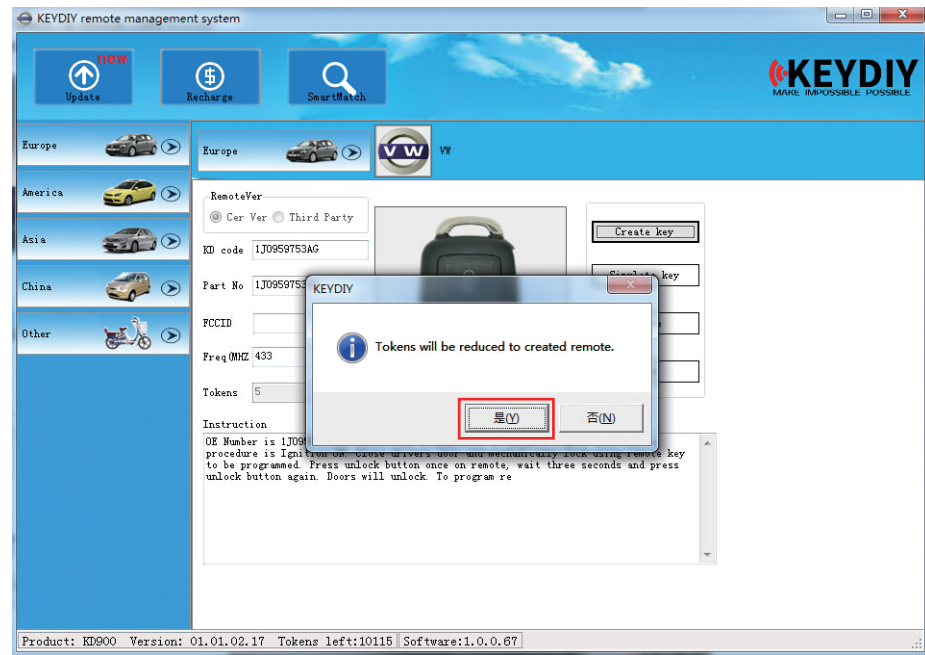 KEYDIY remote management system
new
Update
Recharge
SmartMatch
KEYDIY
MAKE IMPOSSIBLE POSSIBLE
Europe
America
Asia
China
Other
Europe
VW
VW
RemoteVer
Cer Ver
Third Party
KD code 1J0959753AG
Part No 1J0959753
FCCID
Freq(MHZ 433
Tokens 5
Create key
key
KEYDIY
Tokens will be reduced to created remote.
是(Y)
否(N)
Instruction
OE Number is 1J095
procedure is Ignition ON. Close drivers door and mechanically lock using remote key
to be programmed. Press unlock button once on remote, wait three seconds and press
unlock button again. Doors will unlock. To program re
Product: KD900 Version: 01.01.02.17 Tokens left:10115 Software:1.0.0.67